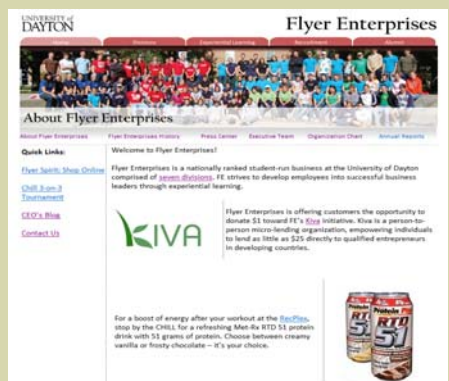 UNIVERSITY of
DAYTON
Flyer Enterprises
Home
Divisions
Experiential Learning
Recruitment
Alumni
About Flyer Enterprises
About Flyer Enterprises
Flyer Enterprises History
Press Center
Executive Team
Organization Chart
Annual Reports
Quick Links:
Flyer Spirit: Shop Online
Chill 3-on-3
Tournament
CEO's Blog
Contact Us
Welcome to Flyer Enterprises!
Flyer Enterprises is a nationally ranked student-run business at the University of Dayton
comprised of seven divisions. FE strives to develop employees into successful business
leaders through experiential learning.
KIVA
Flyer Enterprises is offering customers the opportunity to
donate $1 toward FE's Kiva initiative. Kiva is a person-to-
person micro-lending organization, empowering individuals
to lend as little as $25 directly to qualified entrepreneurs
in developing countries.
For a boost of energy after your workout at the RecPlex,
stop by the CHILL for a refreshing Met-Rx RTD 51 protein
drink with 51 grams of protein. Choose between creamy
vanilla or frosty chocolate – it's your choice.
Protein
RTD
51
Protein
RTD
51